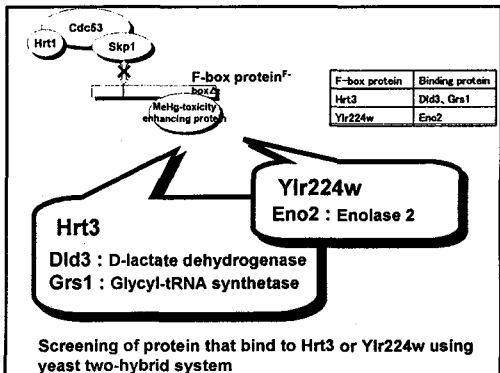 Cdc53
Hrt1
Skp1
F-box protein F-
box△
MeHg-toxicity
enhancing protein
F-box protein Binding protein
Hrt3 Dld3、Grs1
Ylr224w Eno2
Ylr224w
Eno2 : Enolase 2
Hrt3
Dld3 : D-lactate dehydrogenase
Grs1 : Glycyl-tRNA synthetase
Screening of protein that bind to Hrt3 or Ylr224w using
yeast two-hybrid system